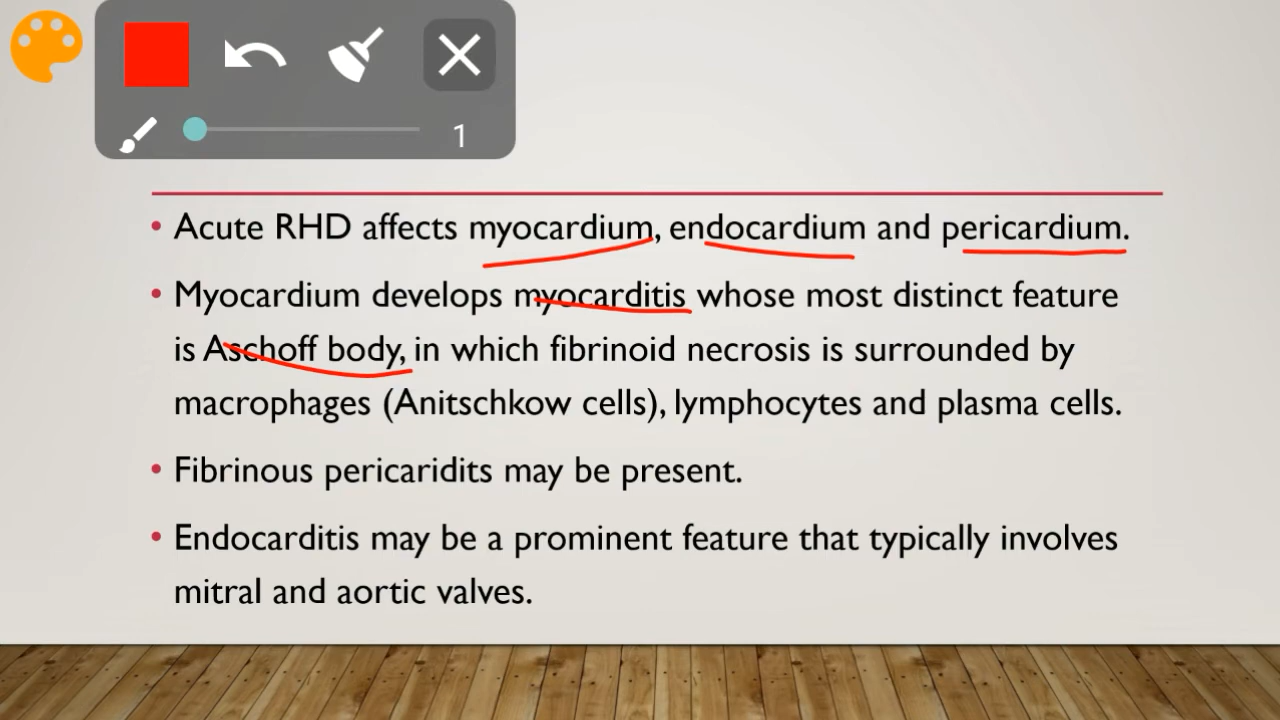 1
• Acute RHD affects myocardium, endocardium and pericardium.
• Myocardium develops myocarditis whose most distinct feature
is Aschoff body, in which fibrinoid necrosis is surrounded by
macrophages (Anitschkow cells), lymphocytes and plasma cells.
• Fibrinous pericaridits may be present.
• Endocarditis may be a prominent feature that typically involves
mitral and aortic valves.